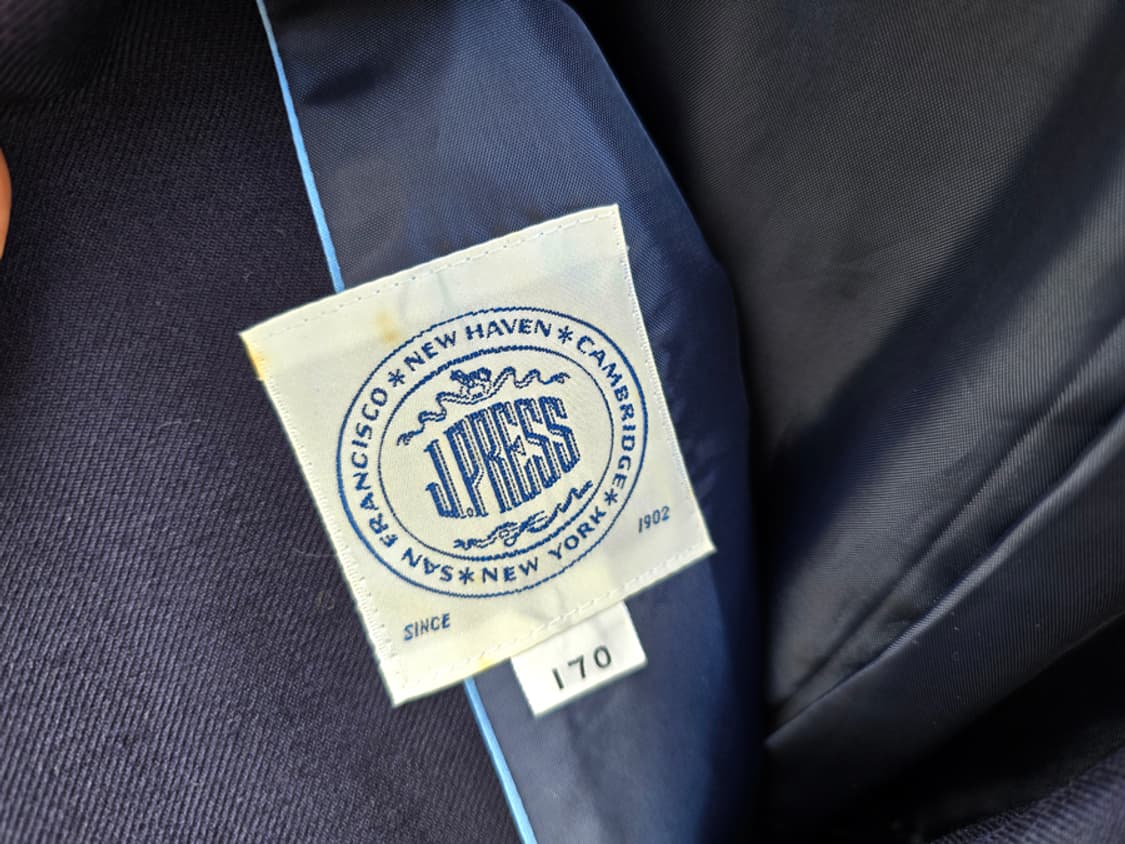 SAN FRANCISCO * NEW HAVEN * CAMBRIDGE * NEW YORK *
J.PRESS
SINCE 1902
170